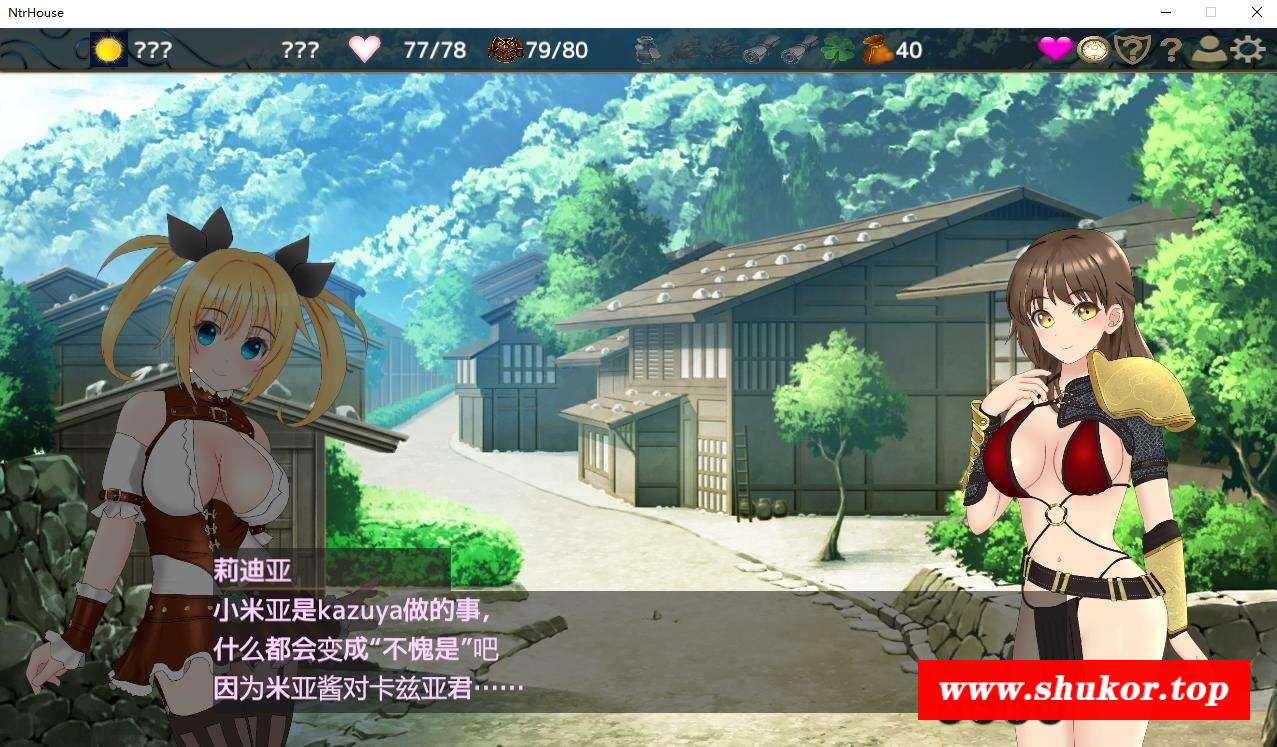 NtrHouse
??? ??? 77/78 79/80 40
莉迪亚
小米亚是kazuya做的事,
什么都会变成“不愧是”吧
因为米亚酱对卡兹亚君……
www.shukor.top